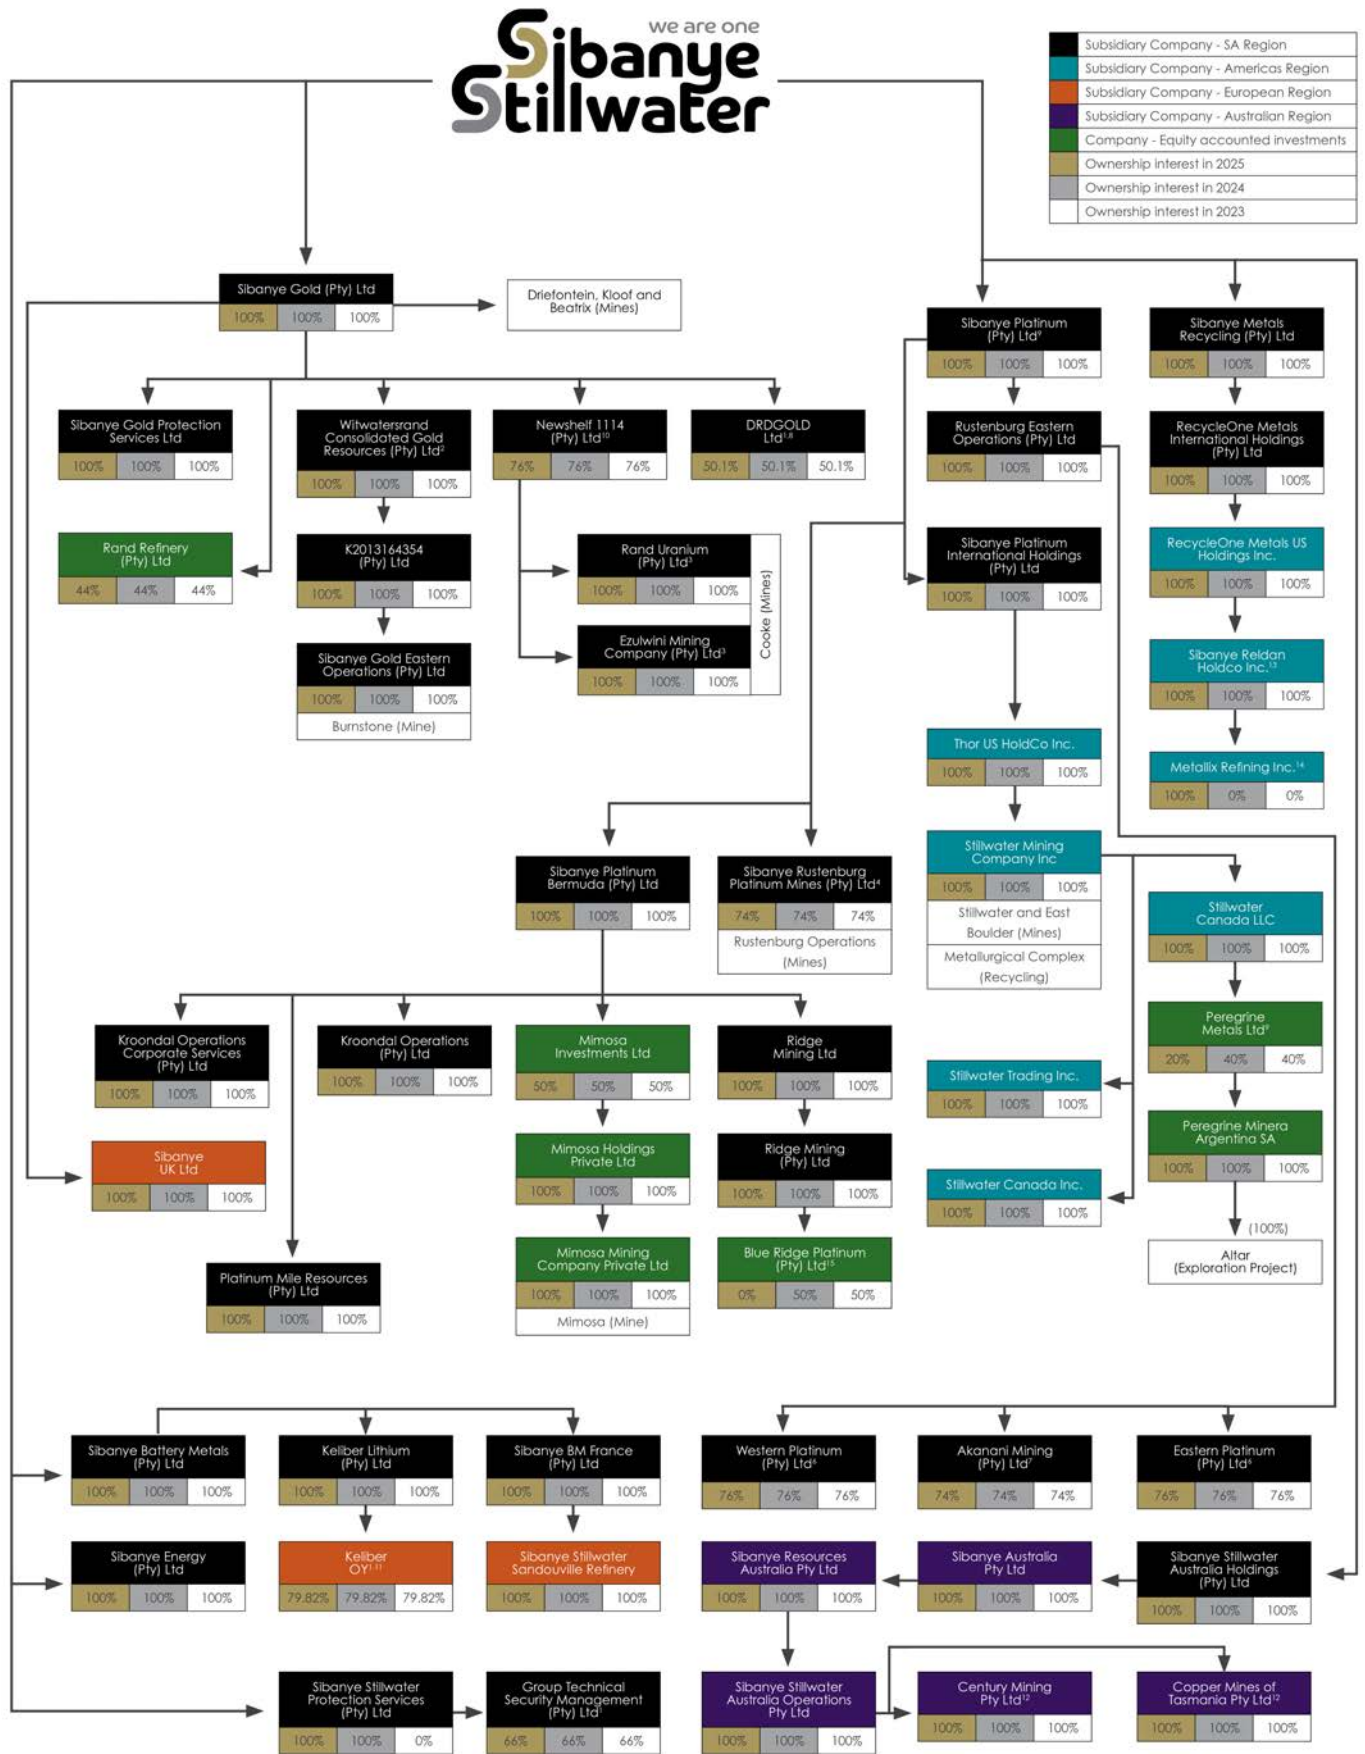 we are one
Sibanye
Stillwater
Subsidiary Company - SA Region
Subsidiary Company - Americas Region
Subsidiary Company - European Region
Subsidiary Company - Australian Region
Company - Equity accounted investments
Ownership interest in 2025
Ownership interest in 2024
Ownership interest in 2023
Sibanye Gold (Pty) Ltd
100% 100% 100%
Driefontein, Kloof and
Beatrix (Mines)
Sibanye Platinum
(Pty) Ltd⁹
100% 100% 100%
Sibanye Metals
Recycling (Pty) Ltd
100% 100% 100%
Sibanye Gold Protection
Services Ltd
100% 100% 100%
Witwatersrand
Consolidated Gold
Resources (Pty) Ltd²
100% 100% 100%
Newshelf 1114
(Pty) Ltd¹⁰
76% 76% 76%
DRDGOLD
Ltd¹,⁸
50.1% 50.1% 50.1%
Rustenburg Eastern
Operations (Pty) Ltd
100% 100% 100%
RecycleOne Metals
International Holdings
(Pty) Ltd
100% 100% 100%
Rand Refinery
(Pty) Ltd
44% 44% 44%
K2013164354
(Pty) Ltd
100% 100% 100%
Rand Uranium
(Pty) Ltd³
100% 100% 100%
Cooke (Mines)
Sibanye Platinum
International Holdings
(Pty) Ltd
100% 100% 100%
RecycleOne Metals US
Holdings Inc.
100% 100% 100%
Sibanye Gold Eastern
Operations (Pty) Ltd
100% 100% 100%
Burnstone (Mine)
Ezulwini Mining
Company (Pty) Ltd³
100% 100% 100%
Sibanye Reldan
Holdco Inc.¹³
100% 100% 100%
Thor US HoldCo Inc.
100% 100% 100%
Metallix Refining Inc.¹⁴
100% 0% 0%
Sibanye Platinum
Bermuda (Pty) Ltd
100% 100% 100%
Sibanye Rustenburg
Platinum Mines (Pty) Ltd⁴
74% 74% 74%
Rustenburg Operations
(Mines)
Stillwater Mining
Company Inc
100% 100% 100%
Stillwater and East
Boulder (Mines)
Metallurgical Complex
(Recycling)
Stillwater
Canada LLC
100% 100% 100%
Kroondal Operations
Corporate Services
(Pty) Ltd
100% 100% 100%
Kroondal Operations
(Pty) Ltd
100% 100% 100%
Mimosa
Investments Ltd
50% 50% 50%
Ridge
Mining Ltd
100% 100% 100%
Peregrine
Metals Ltd⁹
20% 40% 40%
Stillwater Trading Inc.
100% 100% 100%
Sibanye
UK Ltd
100% 100% 100%
Mimosa Holdings
Private Ltd
100% 100% 100%
Ridge Mining
(Pty) Ltd
100% 100% 100%
Stillwater Canada Inc.
100% 100% 100%
Peregrine Minera
Argentina SA
100% 100% 100%
(100%)
Altar
(Exploration Project)
Platinum Mile Resources
(Pty) Ltd
100% 100% 100%
Mimosa Mining
Company Private Ltd
100% 100% 100%
Mimosa (Mine)
Blue Ridge Platinum
(Pty) Ltd¹⁵
0% 50% 50%
Sibanye Battery Metals
(Pty) Ltd
100% 100% 100%
Keliber Lithium
(Pty) Ltd
100% 100% 100%
Sibanye BM France
(Pty) Ltd
100% 100% 100%
Western Platinum
(Pty) Ltd⁶
76% 76% 76%
Akanani Mining
(Pty) Ltd⁷
74% 74% 74%
Eastern Platinum
(Pty) Ltd⁶
76% 76% 76%
Sibanye Energy
(Pty) Ltd
100% 100% 100%
Keliber
OY¹,¹¹
79.82% 79.82% 79.82%
Sibanye Stillwater
Sandouville Refinery
100% 100% 100%
Sibanye Resources
Australia Pty Ltd
100% 100% 100%
Sibanye Australia
Pty Ltd
100% 100% 100%
Sibanye Stillwater
Australia Holdings
(Pty) Ltd
100% 100% 100%
Sibanye Stillwater
Protection Services
(Pty) Ltd
100% 100% 0%
Group Technical
Security Management
(Pty) Ltd¹
66% 66% 66%
Sibanye Stillwater
Australia Operations
Pty Ltd
100% 100% 100%
Century Mining
Pty Ltd¹²
100% 100% 100%
Copper Mines of
Tasmania Pty Ltd¹²
100% 100% 100%